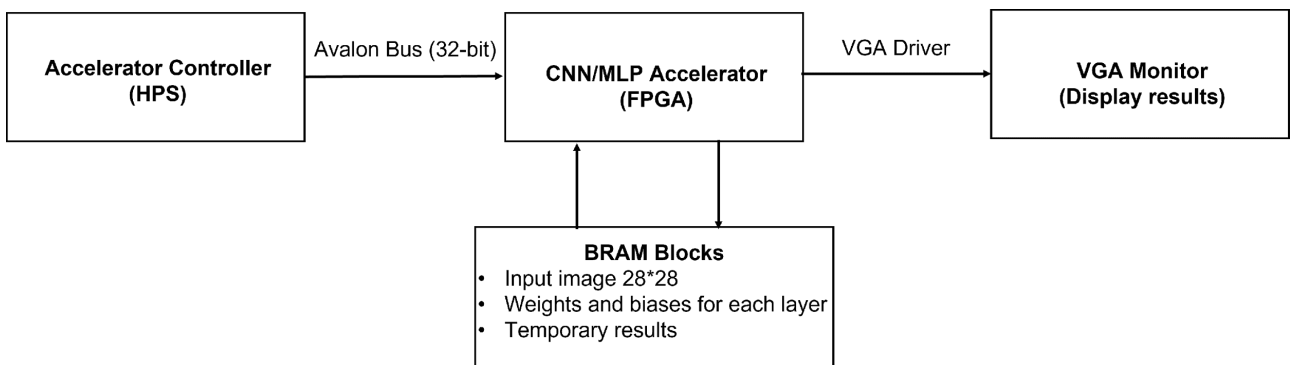 Accelerator Controller
(HPS)
Avalon Bus (32-bit)
CNN/MLP Accelerator
(FPGA)
VGA Driver
VGA Monitor
(Display results)
BRAM Blocks
• Input image 28*28
• Weights and biases for each layer
• Temporary results